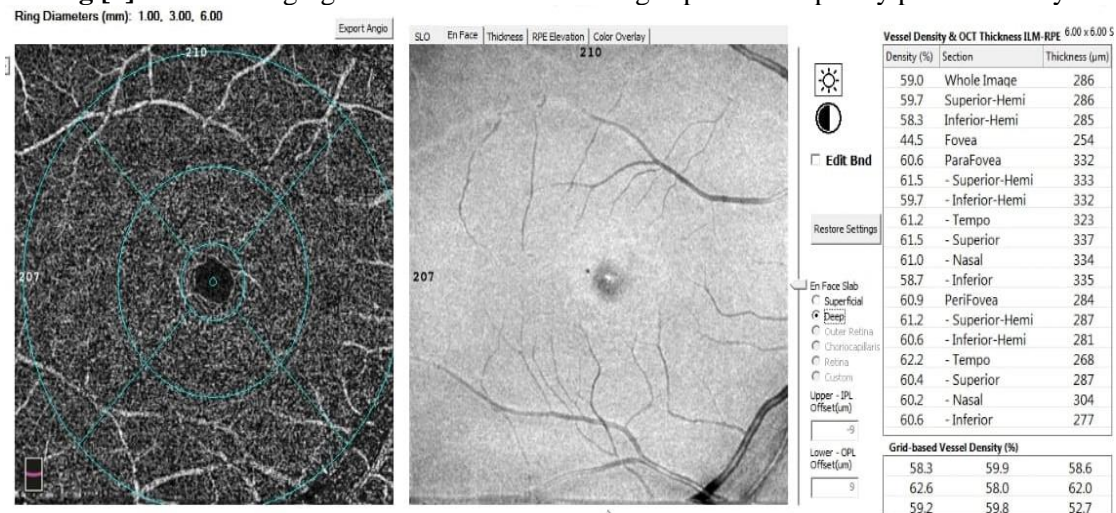 Ring Diameters (mm): 1.00, 3.00, 6.00
Export Angio
210
207
SLO En Face Thickness RPE Elevation Color Overlay
210
207
Edit Bnd
Restore Settings
En Face Slab
Superficial
Deep
Outer Retina
Choriocapillaris
Retina
Custom
Upper - IPL
Offset(um)
-9
Lower - OPL
Offset(um)
9
Vessel Density & OCT Thickness ILM-RPE 6.00 x 6.00 S
Density (%) Section Thickness (µm)
59.0 Whole Image 286
59.7 Superior-Hemi 286
58.3 Inferior-Hemi 285
44.5 Fovea 254
60.6 ParaFovea 332
61.5 - Superior-Hemi 333
59.7 - Inferior-Hemi 332
61.2 - Tempo 323
61.5 - Superior 337
61.0 - Nasal 334
58.7 - Inferior 335
60.9 PeriFovea 284
61.2 - Superior-Hemi 287
60.6 - Inferior-Hemi 281
62.2 - Tempo 268
60.4 - Superior 287
60.2 - Nasal 304
60.6 - Inferior 277
Grid-based Vessel Density (%)
58.3 59.9 58.6
62.6 58.0 62.0
59.2 59.8 52.7